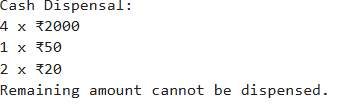 Cash Dispensal:
4 x ₹2000
1 x ₹50
2 x ₹20
Remaining amount cannot be dispensed.